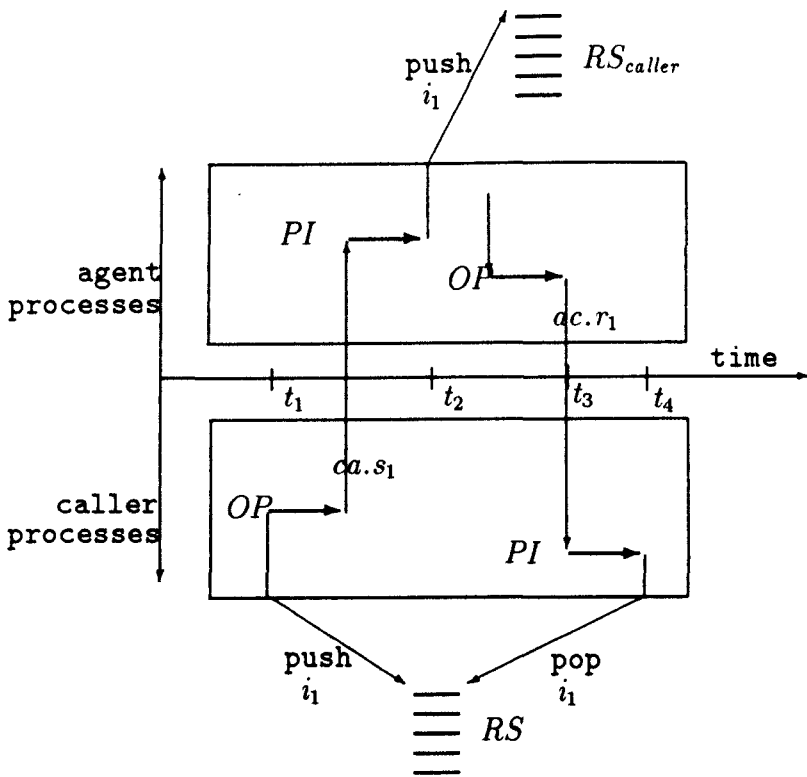 push
i₁
RS_caller
PI
agent
processes
OP
ac.r₁
time
t₁
t₂
t₃
t₄
ca.s₁
caller
processes
OP
PI
push
i₁
pop
i₁
RS